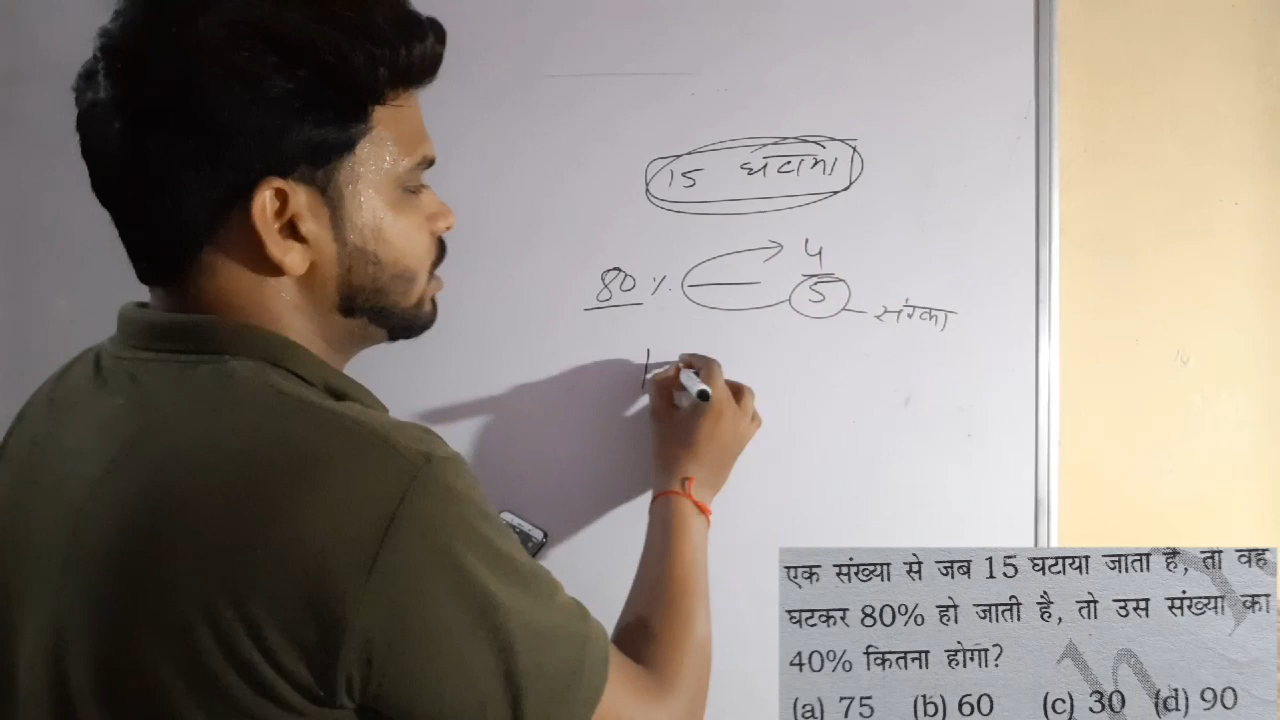 15 घटाया
80 % 4
5 संख्या
1
एक संख्या से जब 15 घटाया जाता है, तो वह
घटकर 80% हो जाती है, तो उस संख्या का
40% कितना होगा?
(a) 75 (b) 60 (c) 30 (d) 90